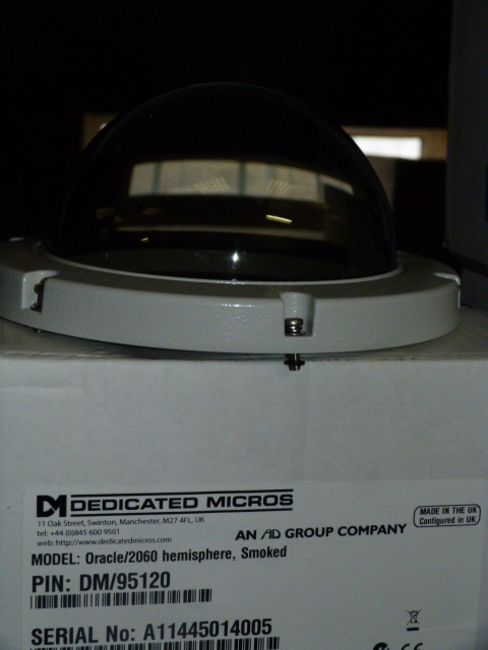 DM DEDICATED MICROS
11 Oak Street, Swinton, Manchester, M27 4FL, UK
tel: +44 (0)845 600 9501
web: http://www.dedicatedmicros.com
AN AD GROUP COMPANY
MADE IN THE UK
Configured in UK
MODEL: Oracle/2060 hemisphere, Smoked
PIN: DM/95120
SERIAL No: A11445014005
CE